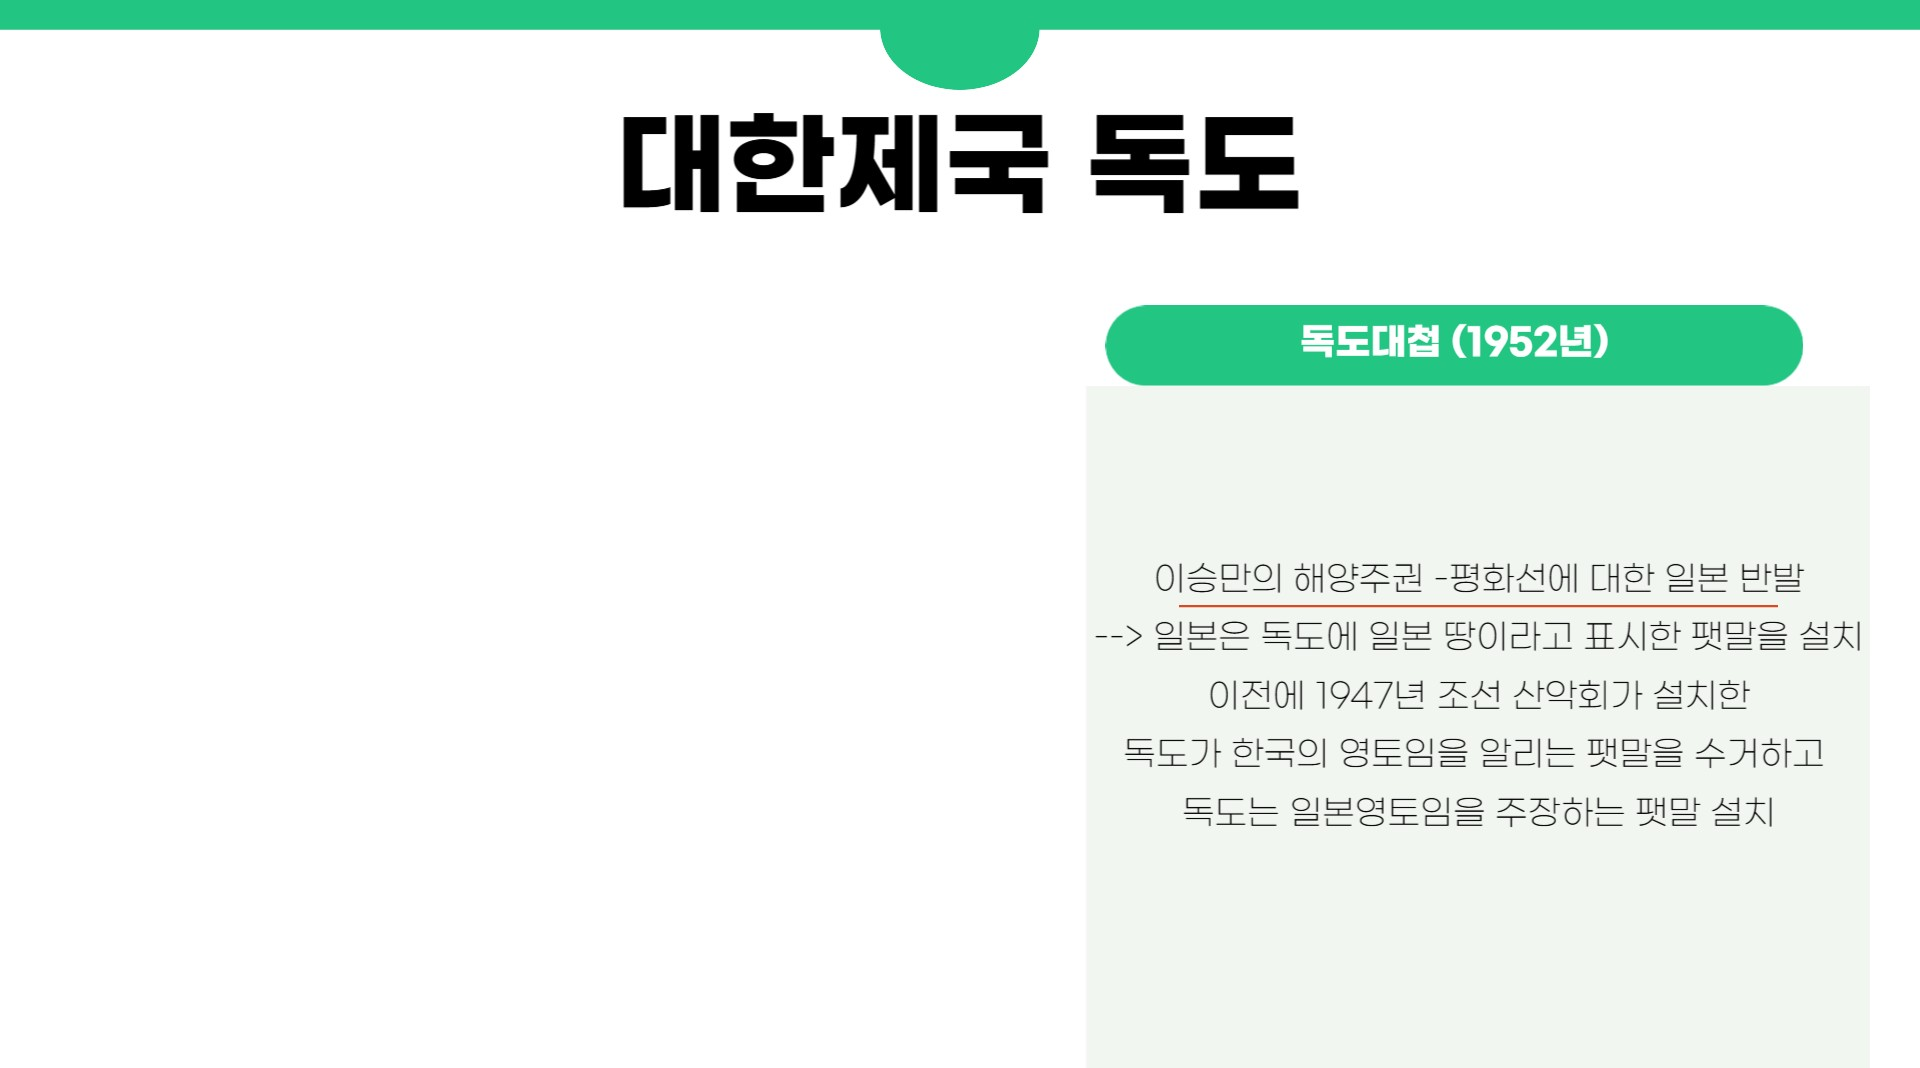 대한제국 독도
독도대첩 (1952년)
이승만의 해양주권 -평화선에 대한 일본 반발
--> 일본은 독도에 일본 땅이라고 표시한 팻말을 설치
이전에 1947년 조선 산악회가 설치한
독도가 한국의 영토임을 알리는 팻말을 수거하고
독도는 일본영토임을 주장하는 팻말 설치